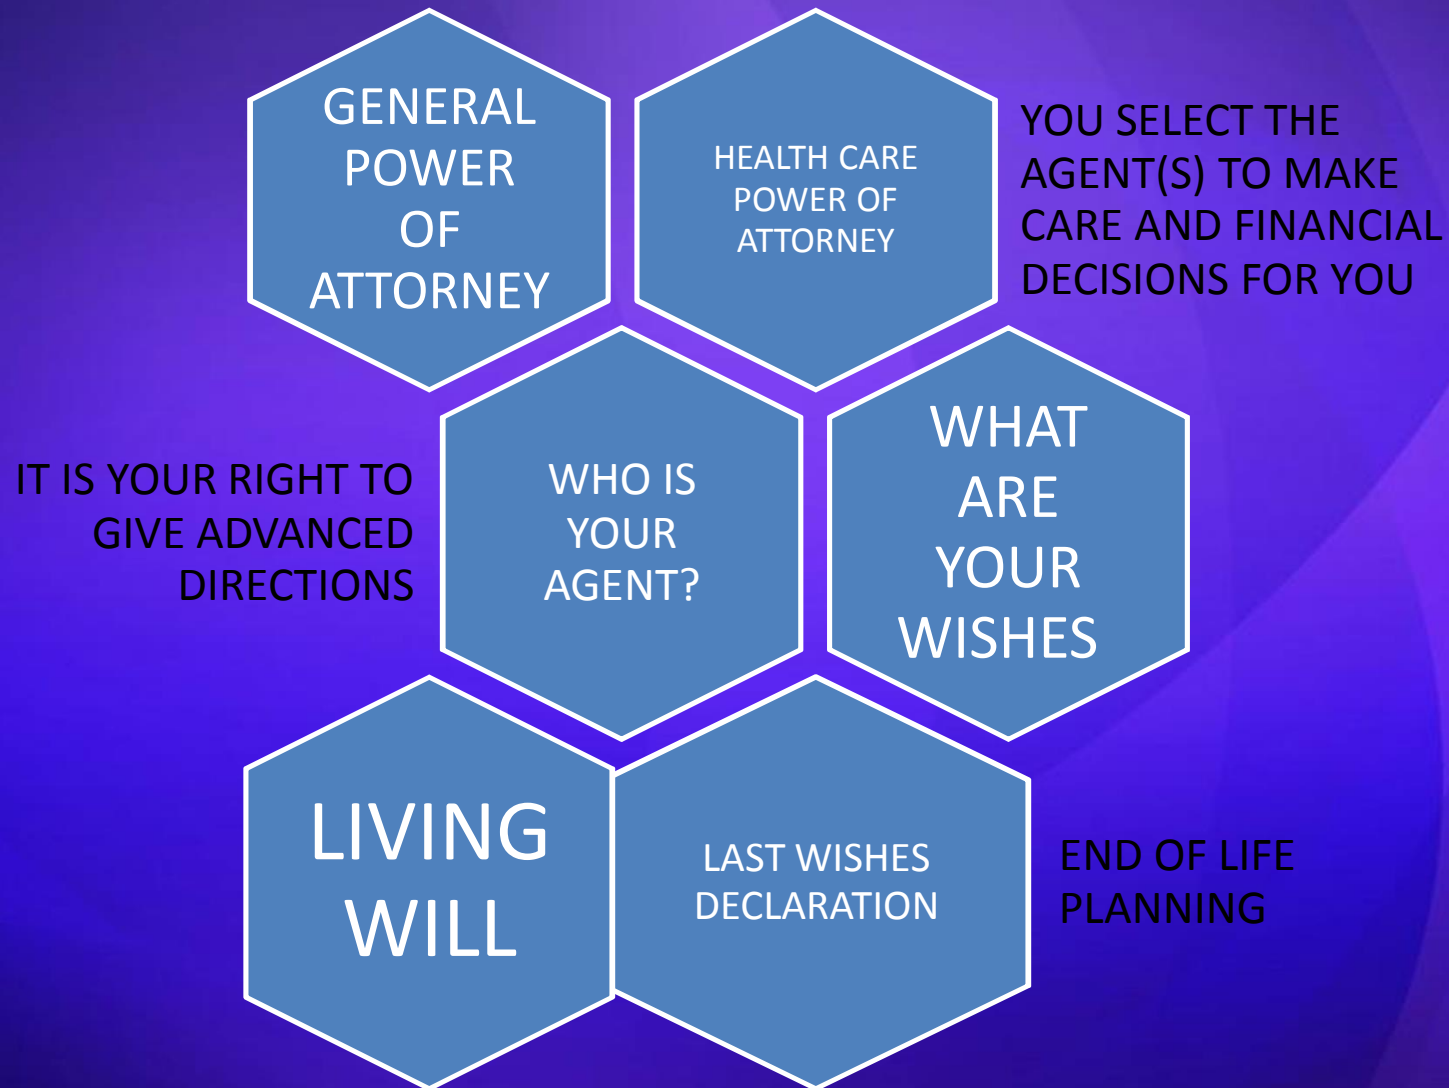 GENERAL
POWER
OF
ATTORNEY
HEALTH CARE
POWER OF
ATTORNEY
YOU SELECT THE
AGENT(S) TO MAKE
CARE AND FINANCIAL
DECISIONS FOR YOU
IT IS YOUR RIGHT TO
GIVE ADVANCED
DIRECTIONS
WHO IS
YOUR
AGENT?
WHAT
ARE
YOUR
WISHES
LIVING
WILL
LAST WISHES
DECLARATION
END OF LIFE
PLANNING